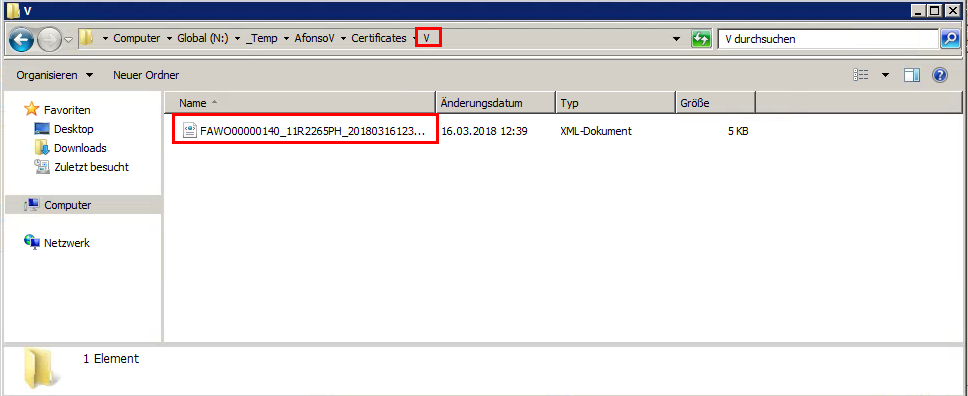 V
Computer Global (N:) _Temp AfonsoV Certificates V
V durchsuchen
Organisieren Neuer Ordner
Name Änderungsdatum Typ Größe
Favoriten
Desktop
Downloads
Zuletzt besucht
Computer
Netzwerk
FAWO00000140_11R2265PH_20180316123... 16.03.2018 12:39 XML-Dokument 5 KB
1 Element